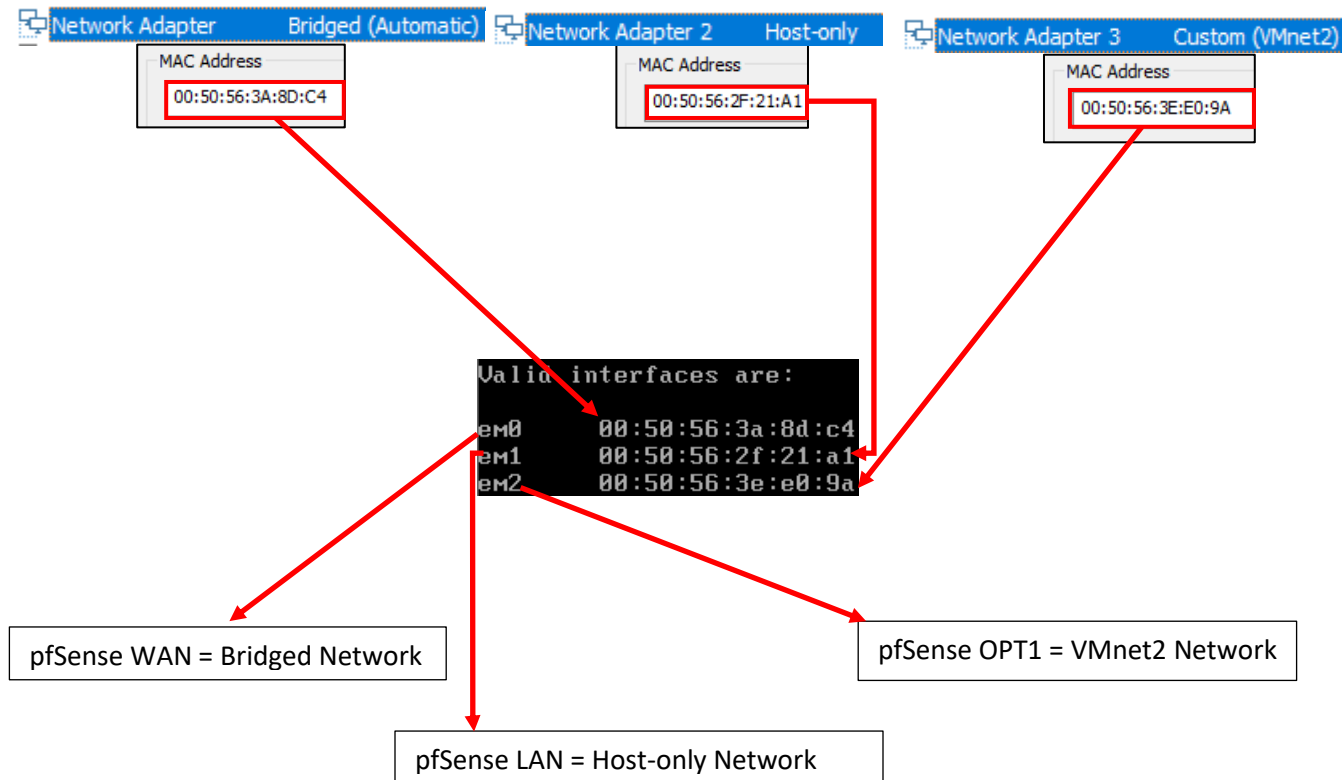 Network Adapter Bridged (Automatic)
Network Adapter 2 Host-only
Network Adapter 3 Custom (VMnet2)
MAC Address
00:50:56:3A:8D:C4
MAC Address
00:50:56:2F:21:A1
MAC Address
00:50:56:3E:E0:9A
Valid interfaces are:
em0 00:50:56:3a:8d:c4
em1 00:50:56:2f:21:a1
em2 00:50:56:3e:e0:9a
pfSense WAN = Bridged Network
pfSense OPT1 = VMnet2 Network
pfSense LAN = Host-only Network